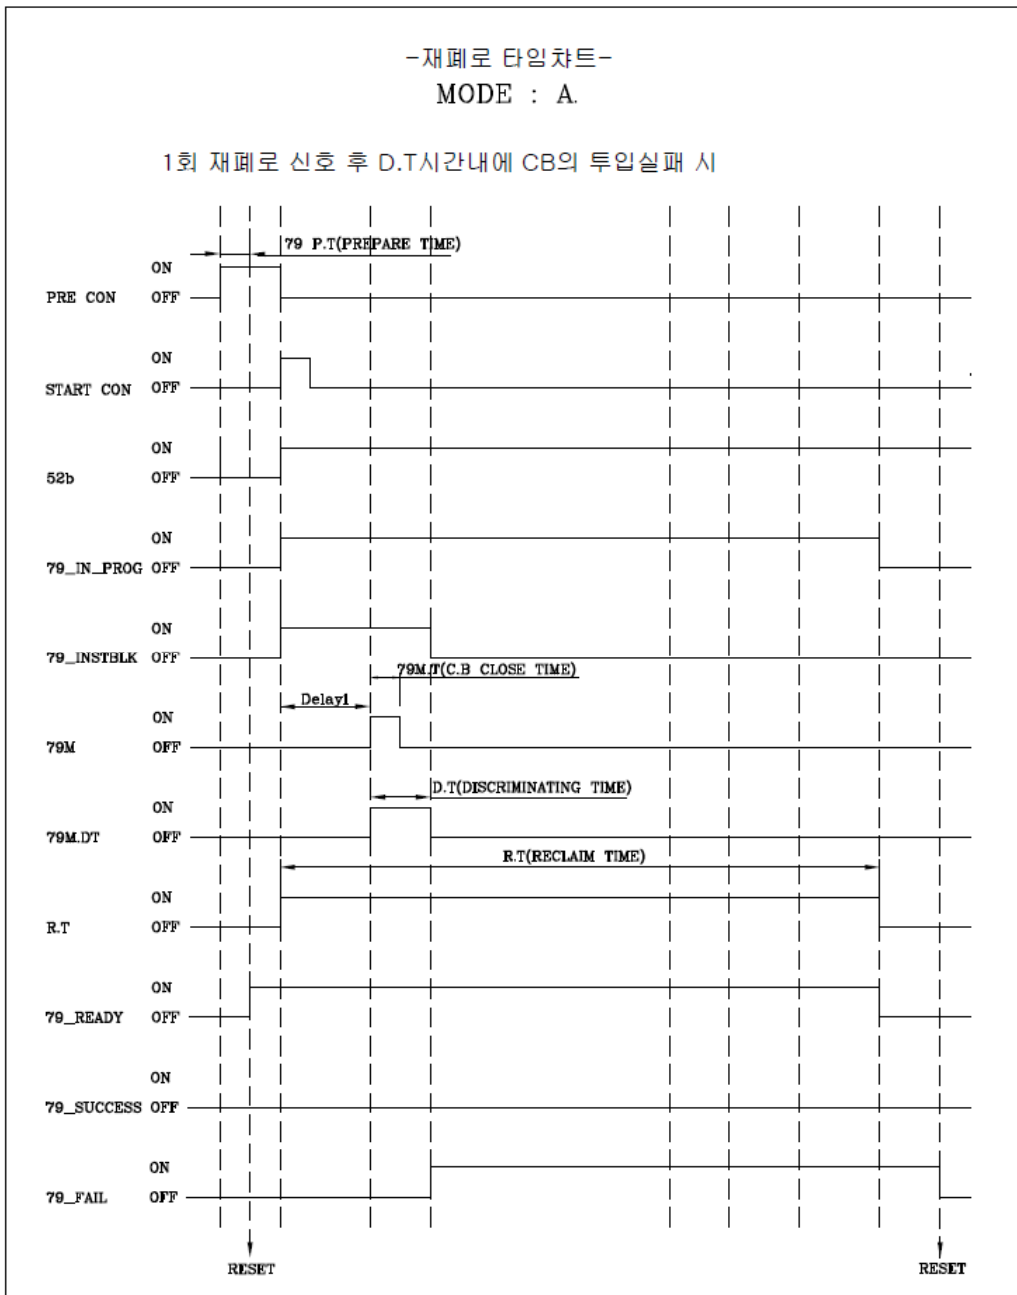 -재폐로 타임챠트-
MODE : A.
1회 재폐로 신호 후 D.T시간내에 CB의 투입실패 시
79 P.T(PREPARE TIME)
ON
PRE CON OFF
ON
START CON OFF
ON
52b OFF
ON
79_IN_PROG OFF
ON
79_INSTBLK OFF
79M.T(C.B CLOSE TIME)
Delay1
ON
79M OFF
D.T(DISCRIMINATING TIME)
ON
79M.DT OFF
R.T(RECLAIM TIME)
ON
R.T OFF
ON
79_READY OFF
ON
79_SUCCESS OFF
ON
79_FAIL OFF
RESET RESET